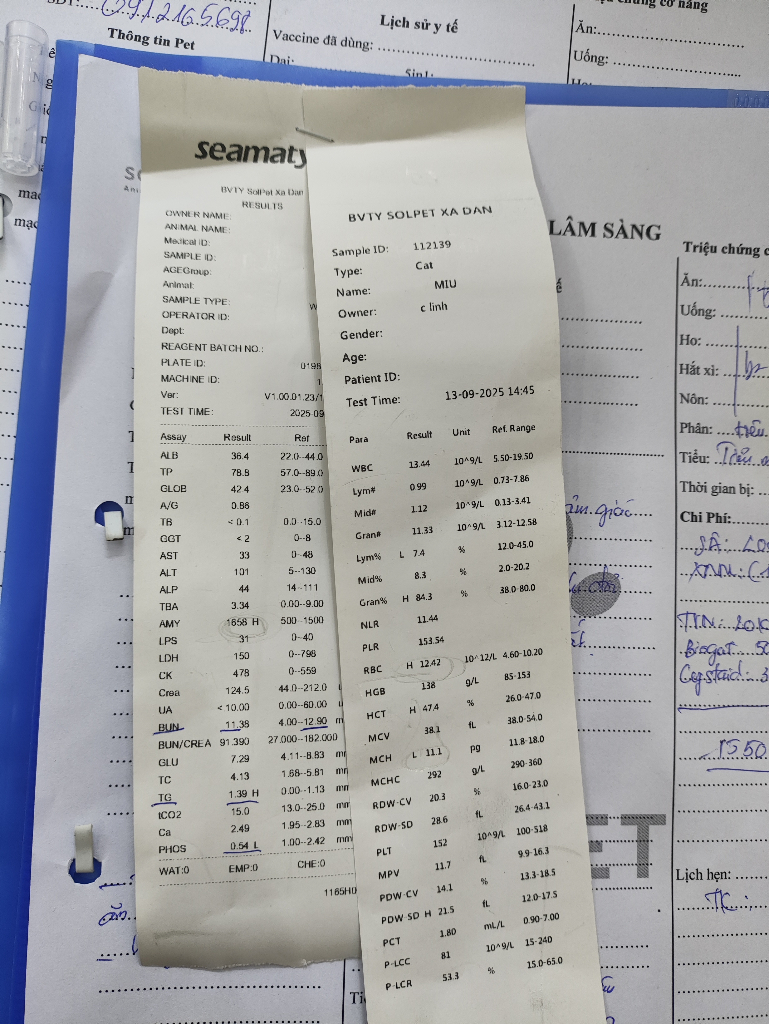 0912165698
Thông tin Pet
Lịch sử y tế
Vaccine đã dùng:
Dại:
5in1:
chứng cơ năng
Ăn:
Uống:
seamaty
BVTY SolPet Xa Dan
RESULTS
OWNER NAME:
ANIMAL NAME:
Medical ID:
SAMPLE ID:
AGEGroup:
Animal:
SAMPLE TYPE: W
OPERATOR ID:
Dept:
REAGENT BATCH NO.:
PLATE ID: 0198
MACHINE ID: 1
Ver: V1.00.01.23/1
TEST TIME: 2025-09
Assay Result Ref
ALB 36.4 22.0--44.0
TP 78.8 57.0--89.0
GLOB 42.4 23.0--52.0
A/G 0.86
TB < 0.1 0.0--15.0
GGT < 2 0--8
AST 33 0--48
ALT 101 5--130
ALP 44 14--111
TBA 3.34 0.00--9.00
AMY 1658 H 500--1500
LPS 31 0--40
LDH 150 0--798
CK 478 0--559
Crea 124.5 44.0--212.0 u
UA < 10.00 0.00--60.00 u
BUN 11.38 4.00--12.90 m
BUN/CREA 91.390 27.000--182.000
GLU 7.29 4.11--8.83 mr
TC 4.13 1.68--5.81 mr
TG 1.39 H 0.00--1.13 mr
tCO2 15.0 13.0--25.0 mm
Ca 2.49 1.95--2.83 mm
PHOS 0.54 L 1.00--2.42 mm
WAT:0 EMP:0 CHE:0
1165H0
BVTY SOLPET XA DAN
Sample ID: 112139
Type: Cat
Name: MIU
Owner: c linh
Gender:
Age:
Patient ID:
Test Time: 13-09-2025 14:45
Para Result Unit Ref. Range
WBC 13.44 10^9/L 5.50-19.50
Lym# 0.99 10^9/L 0.73-7.86
Mid# 1.12 10^9/L 0.13-3.41
Gran# 11.33 10^9/L 3.12-12.58
Lym% L 7.4 % 12.0-45.0
Mid% 8.3 % 2.0-20.2
Gran% H 84.3 % 38.0-80.0
NLR 11.44
PLR 153.54
RBC H 12.42 10^12/L 4.60-10.20
HGB 138 g/L 85-153
HCT H 47.4 % 26.0-47.0
MCV 38.1 fL 38.0-54.0
MCH L 11.1 pg 11.8-18.0
MCHC 292 g/L 290-360
RDW-CV 20.3 % 16.0-23.0
RDW-SD 28.6 fL 26.4-43.1
PLT 152 10^9/L 100-518
MPV 11.7 fL 9.9-16.3
PDW-CV 14.1 % 13.3-18.5
PDW-SD H 21.5 fL 12.0-17.5
PCT 1.80 mL/L 0.90-7.00
P-LCC 81 10^9/L 15-240
P-LCR 53.3 % 15.0-65.0
LÂM SÀNG
Triệu chứng c
Ăn:
Uống:
Ho:
Hắt xì:
Nôn:
Phân:
Tiểu:
Thời gian bị:
Chi Phí:
Lịch hẹn:
TK:
ET